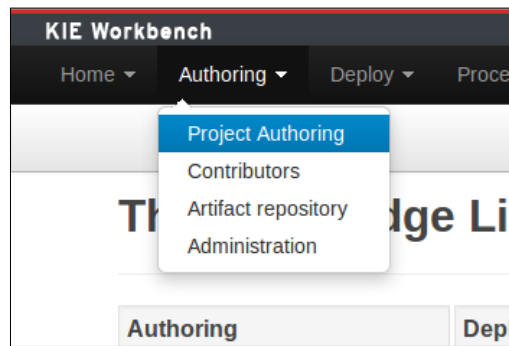 KIE Workbench
Home Authoring Deploy
Project Authoring
Contributors
Artifact repository
Administration
Authoring